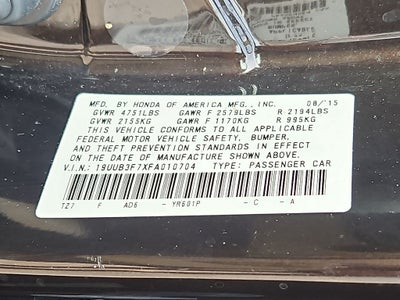 MFD. BY HONDA OF AMERICA MFG., INC. 08/15
GVWR 4751LBS GAWR F 2579LBS R 2194LBS
GVWR 2155KG GAWR F 1170KG R 995KG
THIS VEHICLE CONFORMS TO ALL APPLICABLE
FEDERAL MOTOR VEHICLE SAFETY, BUMPER,
AND THEFT PREVENTION STANDARDS IN EFFECT
ON THE DATE OF MANUFACTURE SHOWN ABOVE.
V.I.N.: 19UUB3F7XFA010704 TYPE: PASSENGER CAR
TZ7 F AD6 - YR601P - C - A